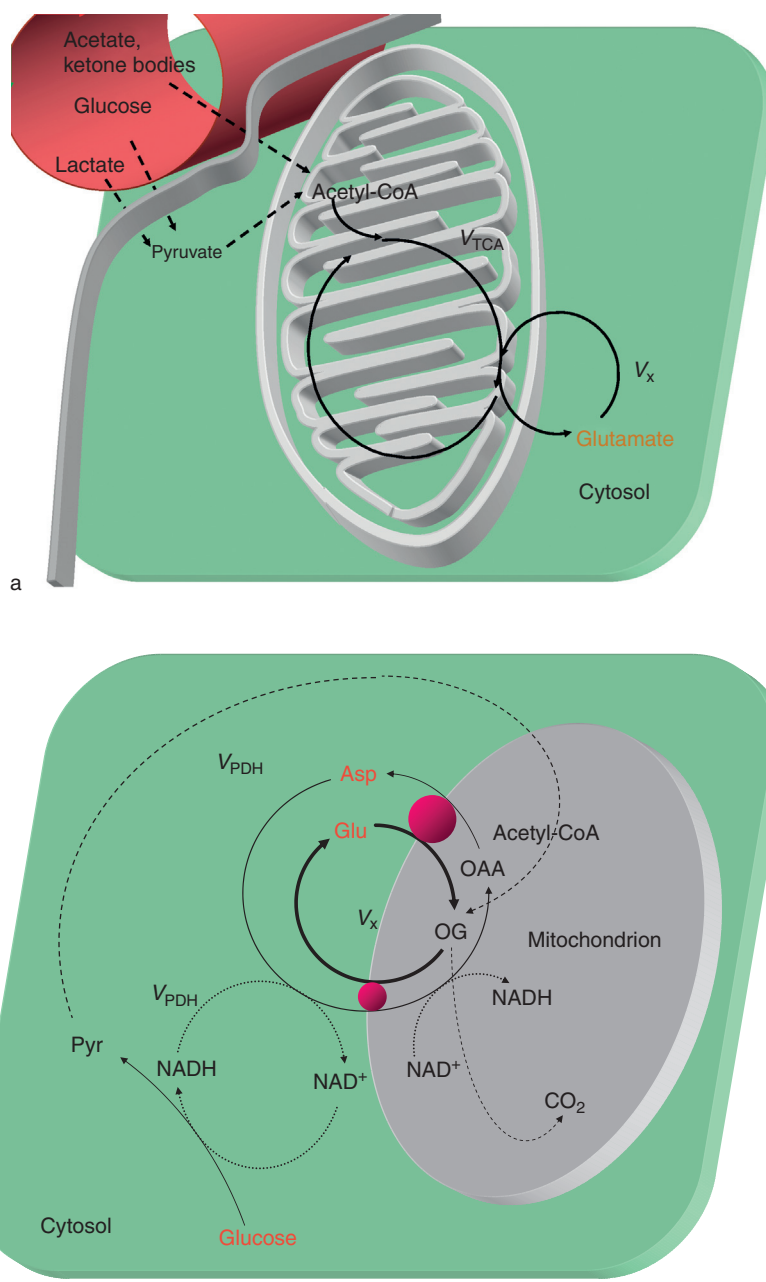 Acetate,
ketone bodies
Glucose
Lactate
Acetyl-CoA
Pyruvate
V_TCA
V_x
Glutamate
Cytosol
a
V_PDH
Asp
Glu
Acetyl-CoA
OAA
V_x
OG
Mitochondrion
V_PDH
NADH
Pyr
NADH
NAD⁺
NAD⁺
CO₂
Cytosol
Glucose